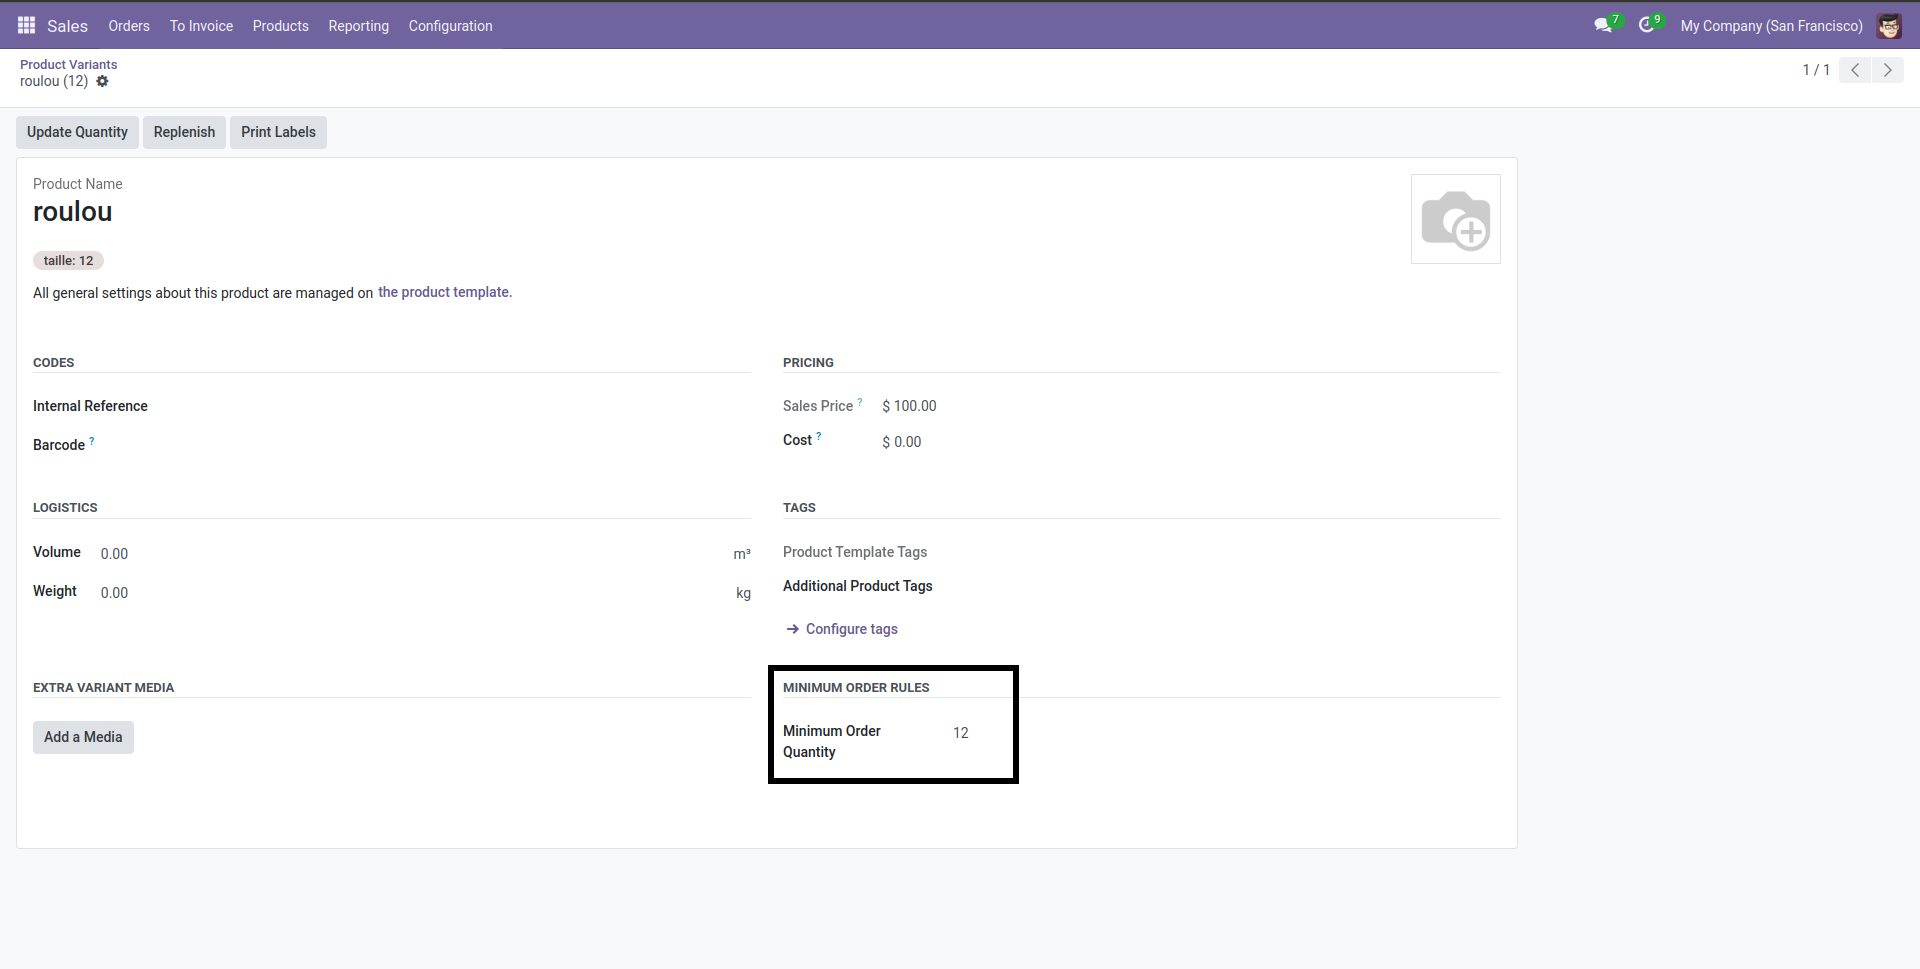 Sales Orders To Invoice Products Reporting Configuration 7 9 My Company (San Francisco)
Product Variants
roulou (12) 1 / 1
Update Quantity Replenish Print Labels
Product Name
roulou
taille: 12
All general settings about this product are managed on the product template.
CODES
Internal Reference
Barcode ?
PRICING
Sales Price ? $ 100.00
Cost ? $ 0.00
LOGISTICS
Volume 0.00 m³
Weight 0.00 kg
TAGS
Product Template Tags
Additional Product Tags
→ Configure tags
EXTRA VARIANT MEDIA
Add a Media
MINIMUM ORDER RULES
Minimum Order 12
Quantity